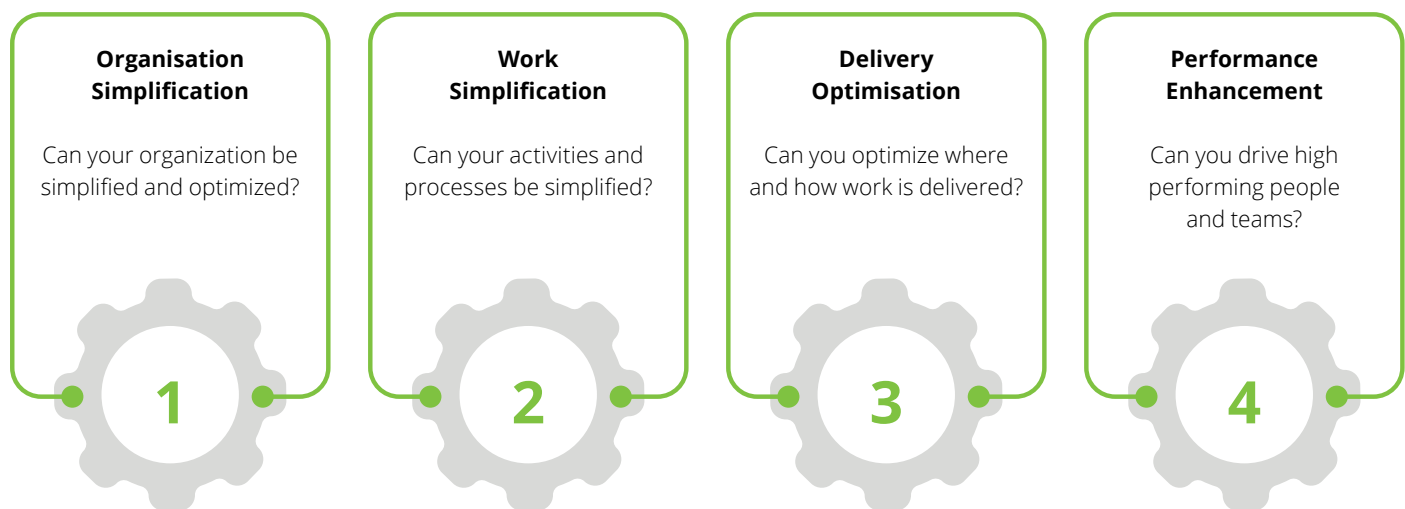 Organisation
Simplification
Can your organization be
simplified and optimized?
1
Work
Simplification
Can your activities and
processes be simplified?
2
Delivery
Optimisation
Can you optimize where
and how work is delivered?
3
Performance
Enhancement
Can you drive high
performing people
and teams?
4